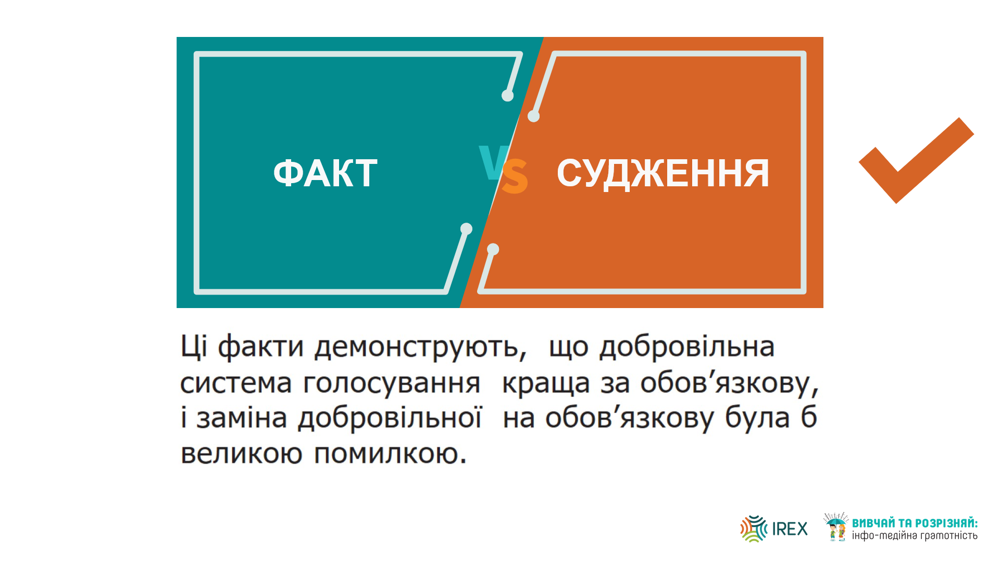 ФАКТ VS СУДЖЕННЯ
Ці факти демонструють, що добровільна
система голосування краща за обов’язкову,
і заміна добровільної на обов’язкову була б
великою помилкою.
IREX
ВИВЧАЙ ТА РОЗРІЗНЯЙ:
інфо-медійна грамотність